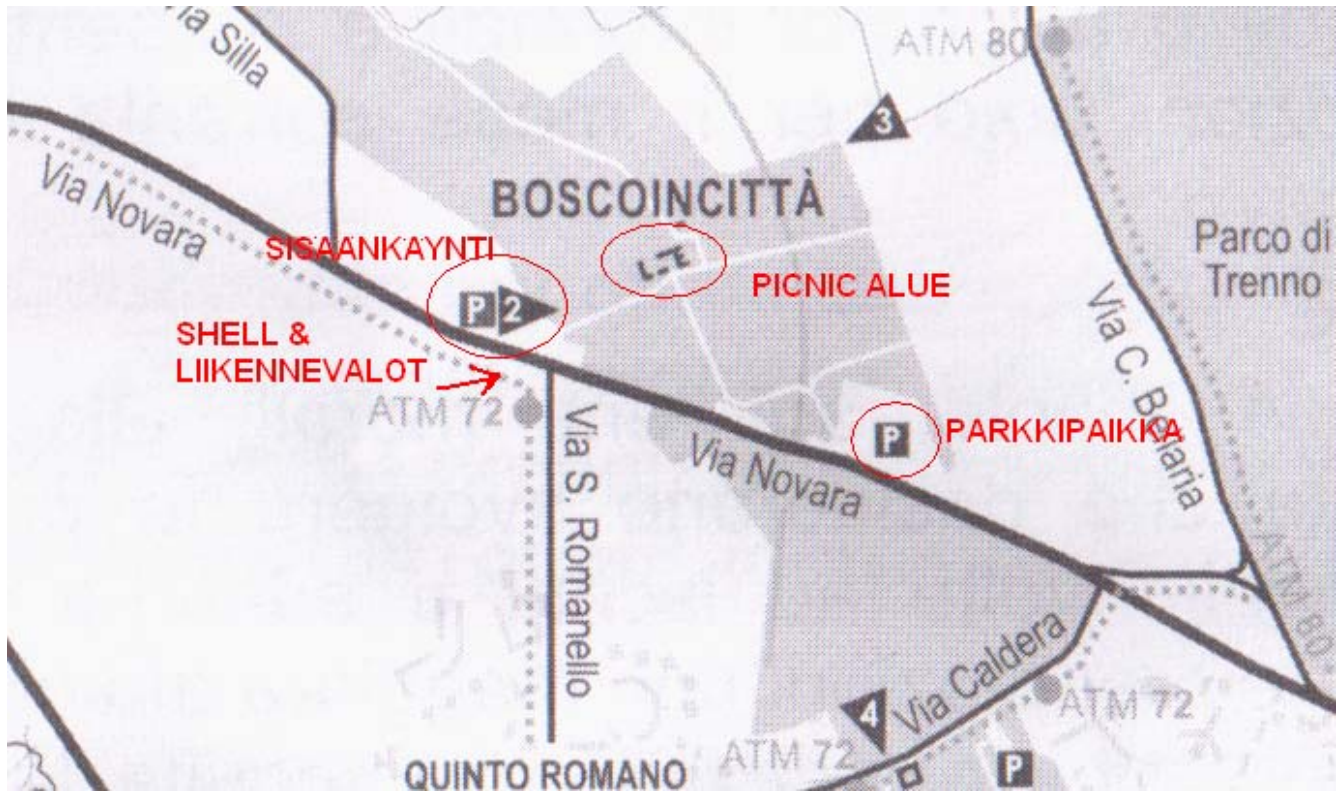 Via Silla
ATM 80
3
BOSCOINCITTÀ
Via Novara
SISÄÄNKÄYNTI
PICNIC ALUE
Parco di
Trenno
P 2
SHELL &
LIIKENNEVALOT
ATM 72
Via S. Romanello
Via Novara
P
PARKKIPAIKKA
Via C. Bellaria
ATM 80
Via Caldera
4
ATM 72
ATM 72
P
QUINTO ROMANO